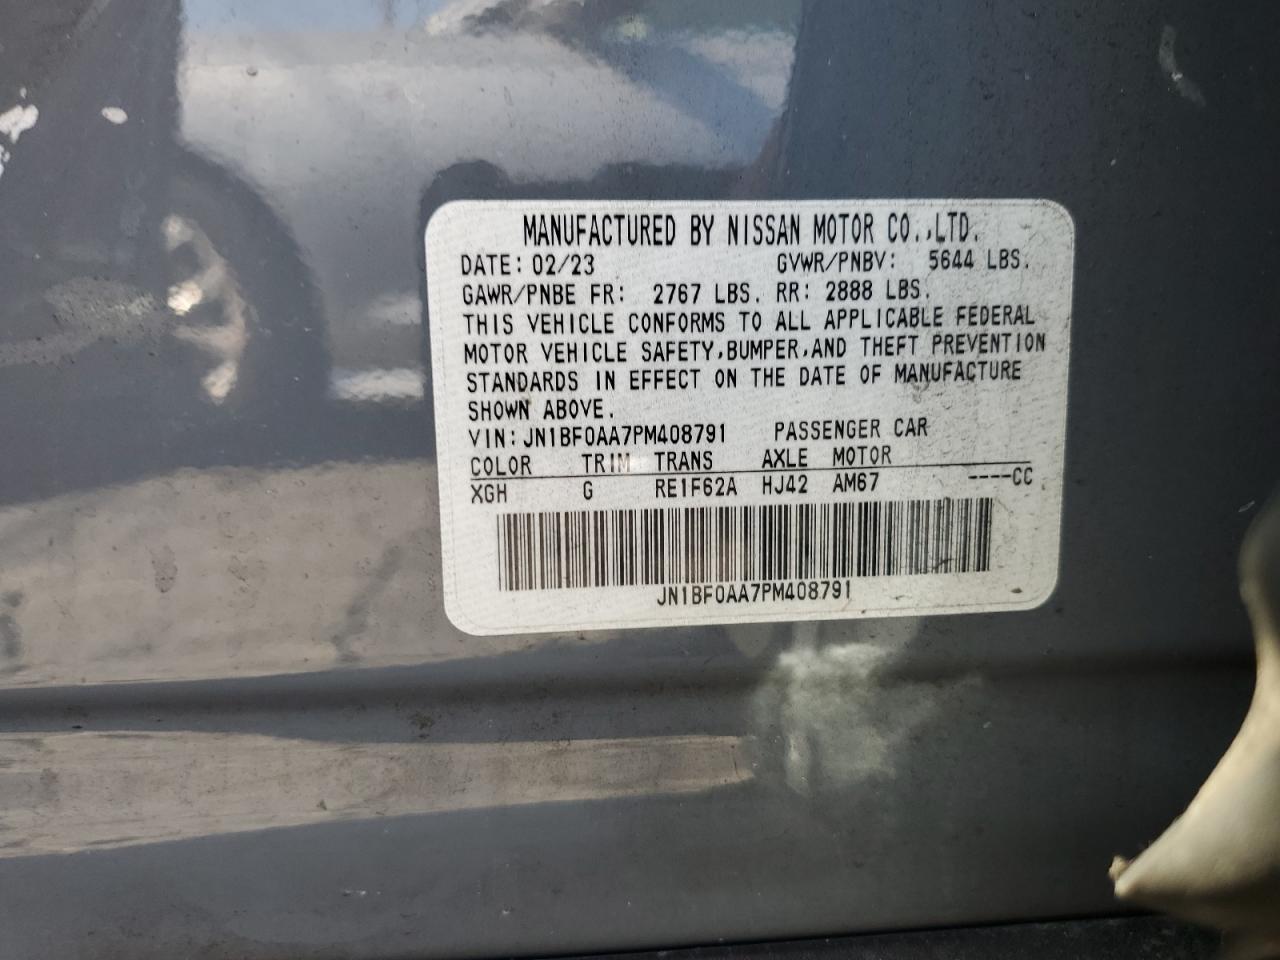 MANUFACTURED BY NISSAN MOTOR CO.,LTD.
DATE: 02/23 GVWR/PNBV: 5644 LBS.
GAWR/PNBE FR: 2767 LBS. RR: 2888 LBS.
THIS VEHICLE CONFORMS TO ALL APPLICABLE FEDERAL
MOTOR VEHICLE SAFETY,BUMPER,AND THEFT PREVENTION
STANDARDS IN EFFECT ON THE DATE OF MANUFACTURE
SHOWN ABOVE.
VIN: JN1BF0AA7PM408791 PASSENGER CAR
COLOR TRIM TRANS AXLE MOTOR
XGH G RE1F62A HJ42 AM67 ----CC
JN1BF0AA7PM408791